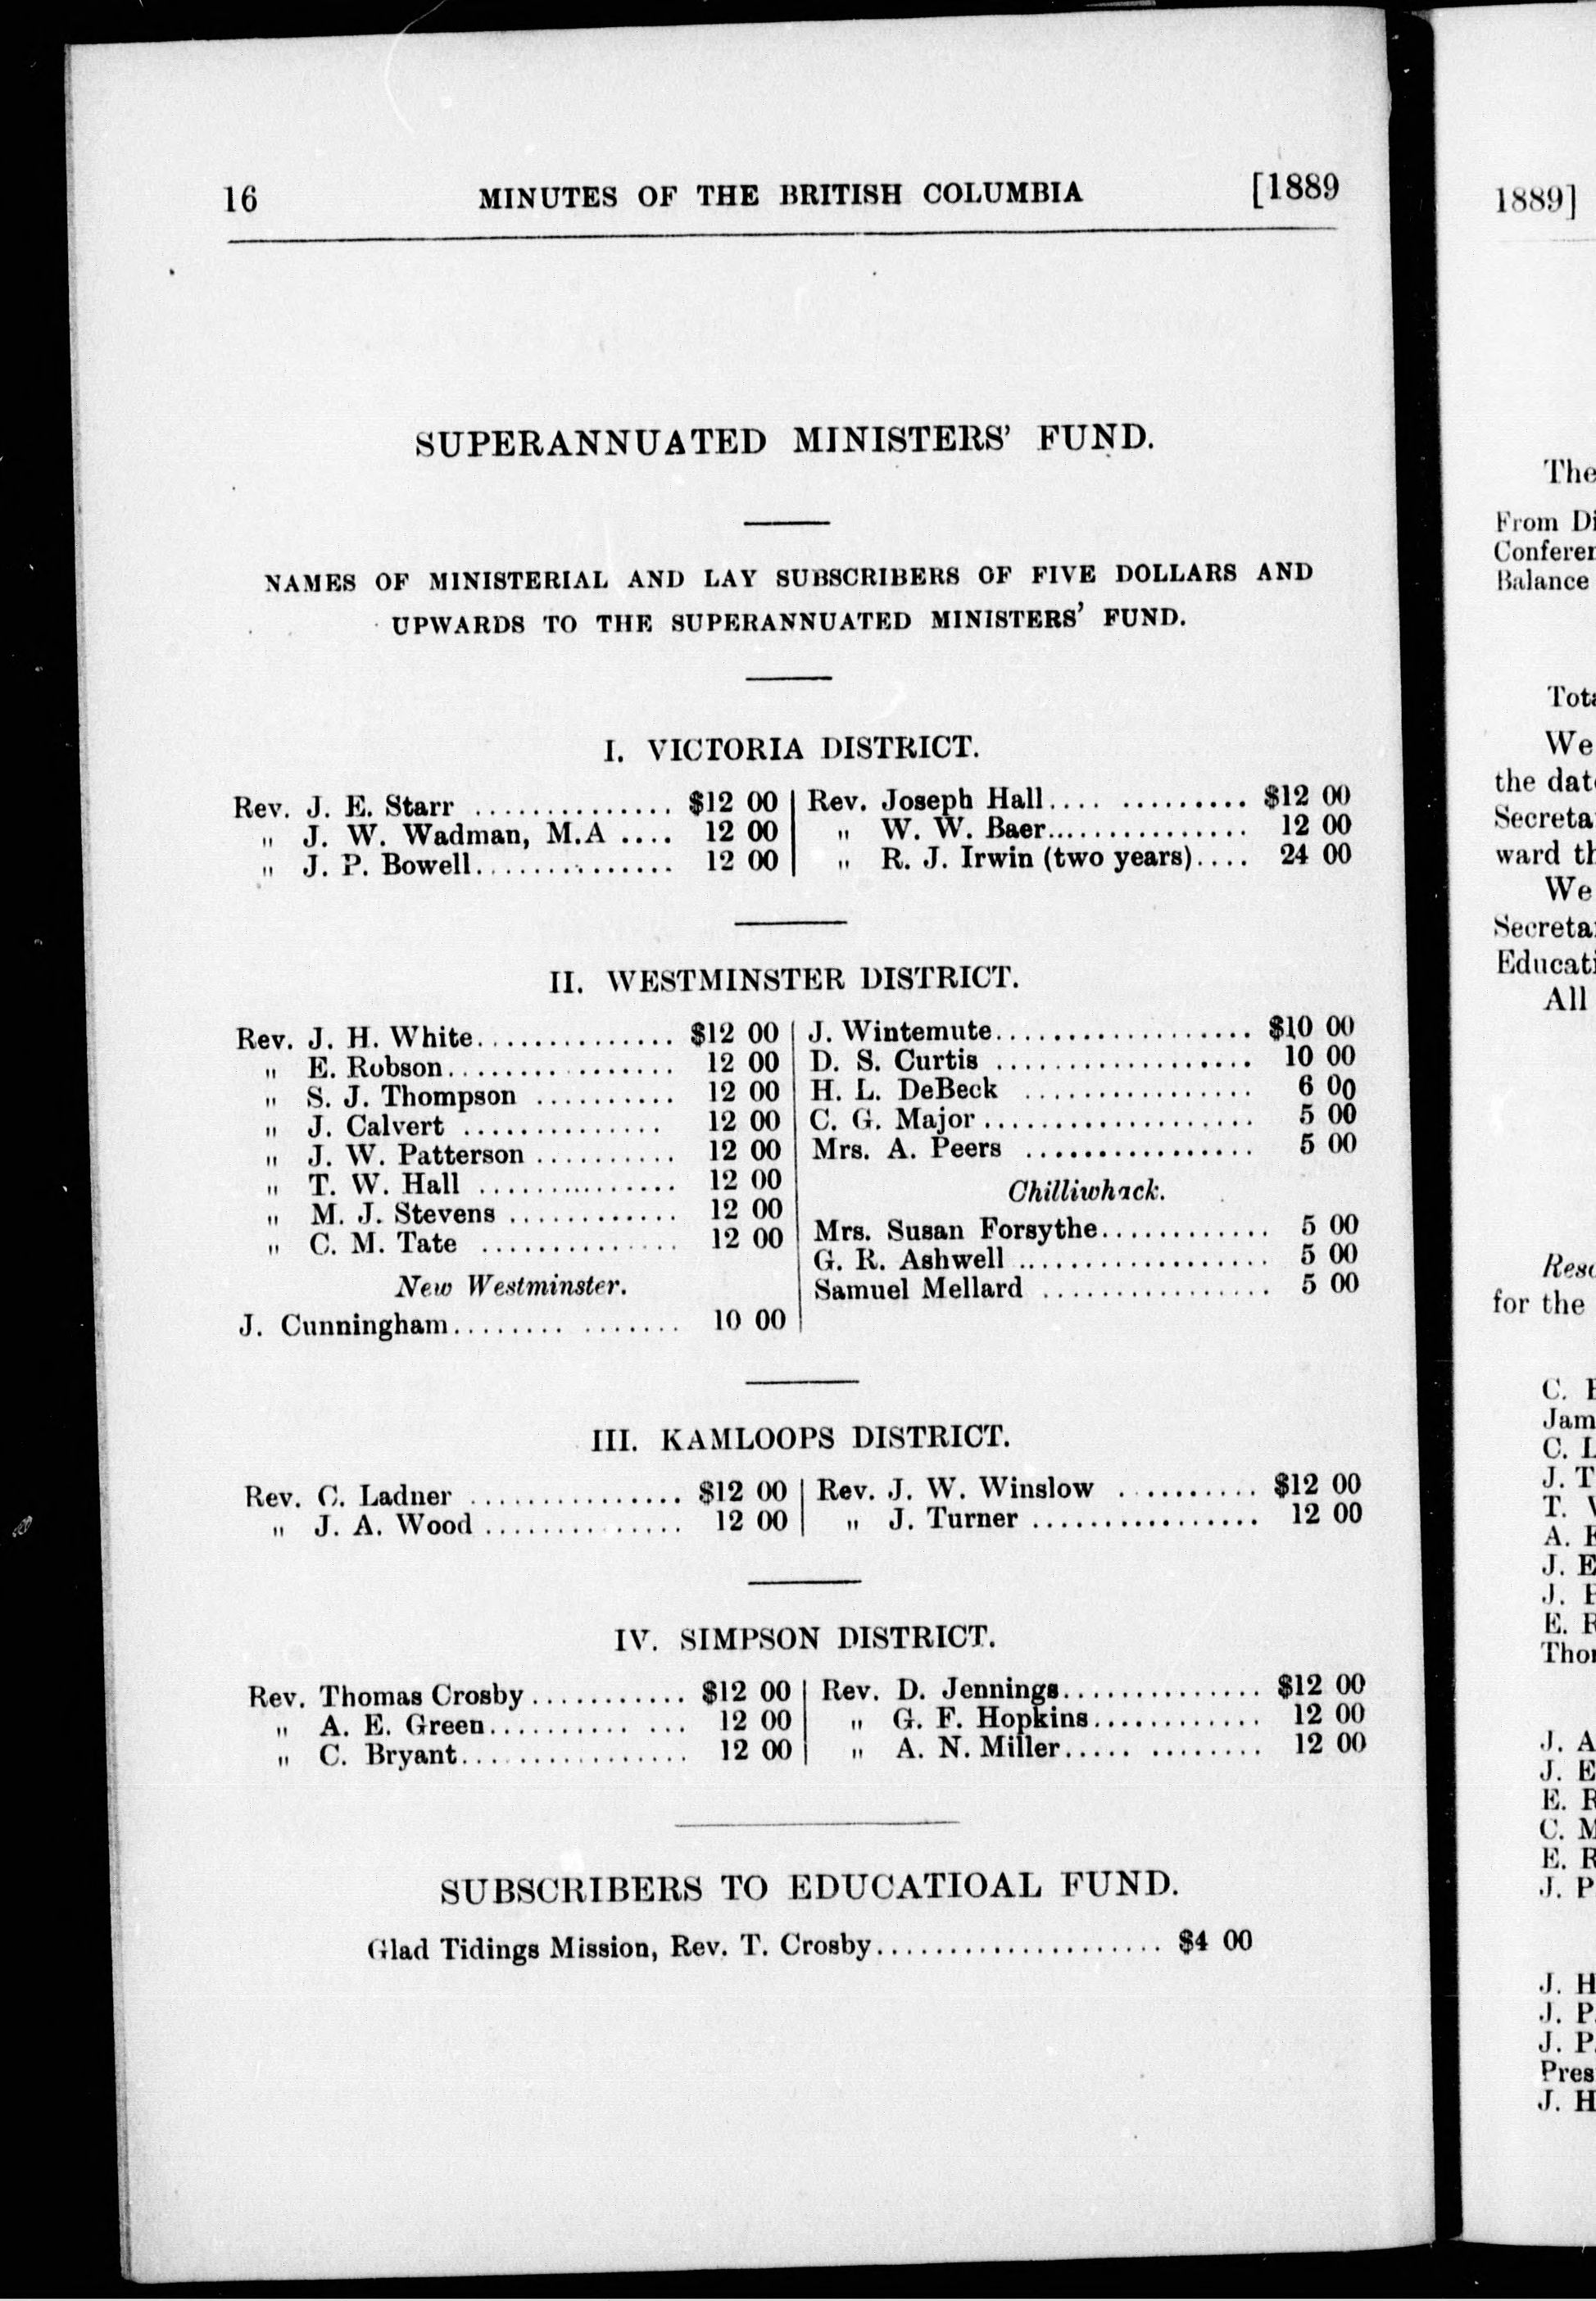 16 MINUTES OF THE BRITISH COLUMBIA [1889
SUPERANNUATED MINISTERS' FUND.
NAMES OF MINISTERIAL AND LAY SUBSCRIBERS OF FIVE DOLLARS AND
UPWARDS TO THE SUPERANNUATED MINISTERS' FUND.
I. VICTORIA DISTRICT.
Rev. J. E. Starr ............... $12 00
" J. W. Wadman, M.A .... 12 00
" J. P. Bowell............... 12 00
Rev. Joseph Hall.... ......... $12 00
" W. W. Baer............... 12 00
" R. J. Irwin (two years).... 24 00
II. WESTMINSTER DISTRICT.
Rev. J. H. White............... $12 00
" E. Robson................. 12 00
" S. J. Thompson .......... 12 00
" J. Calvert .............. 12 00
" J. W. Patterson .......... 12 00
" T. W. Hall ............... 12 00
" M. J. Stevens ............ 12 00
" C. M. Tate .............. 12 00
New Westminster.
J. Cunningham........ ....... 10 00
J. Wintemute.................. $10 00
D. S. Curtis .................. 10 00
H. L. DeBeck ................ 6 00
C. G. Major................... 5 00
Mrs. A. Peers ................ 5 00
Chilliwhack.
Mrs. Susan Forsythe............ 5 00
G. R. Ashwell .................. 5 00
Samuel Mellard ................ 5 00
III. KAMLOOPS DISTRICT.
Rev. C. Ladner ............... $12 00
" J. A. Wood .............. 12 00
Rev. J. W. Winslow .......... $12 00
" J. Turner ................ 12 00
IV. SIMPSON DISTRICT.
Rev. Thomas Crosby ........... $12 00
" A. E. Green.......... ... 12 00
" C. Bryant................ 12 00
Rev. D. Jennings.............. $12 00
" G. F. Hopkins............ 12 00
" A. N. Miller..... ........ 12 00
SUBSCRIBERS TO EDUCATIOAL FUND.
Glad Tidings Mission, Rev. T. Crosby.................... $4 00
1889]
The
From
Balance
We
the
ward
We
All
for the
C.
C.
J. T
T.
A.
J. E
J.
E.
J. A
J. E
E. R
C. M
E. R
J. P
J. H
J. P.
J. P.
J. H